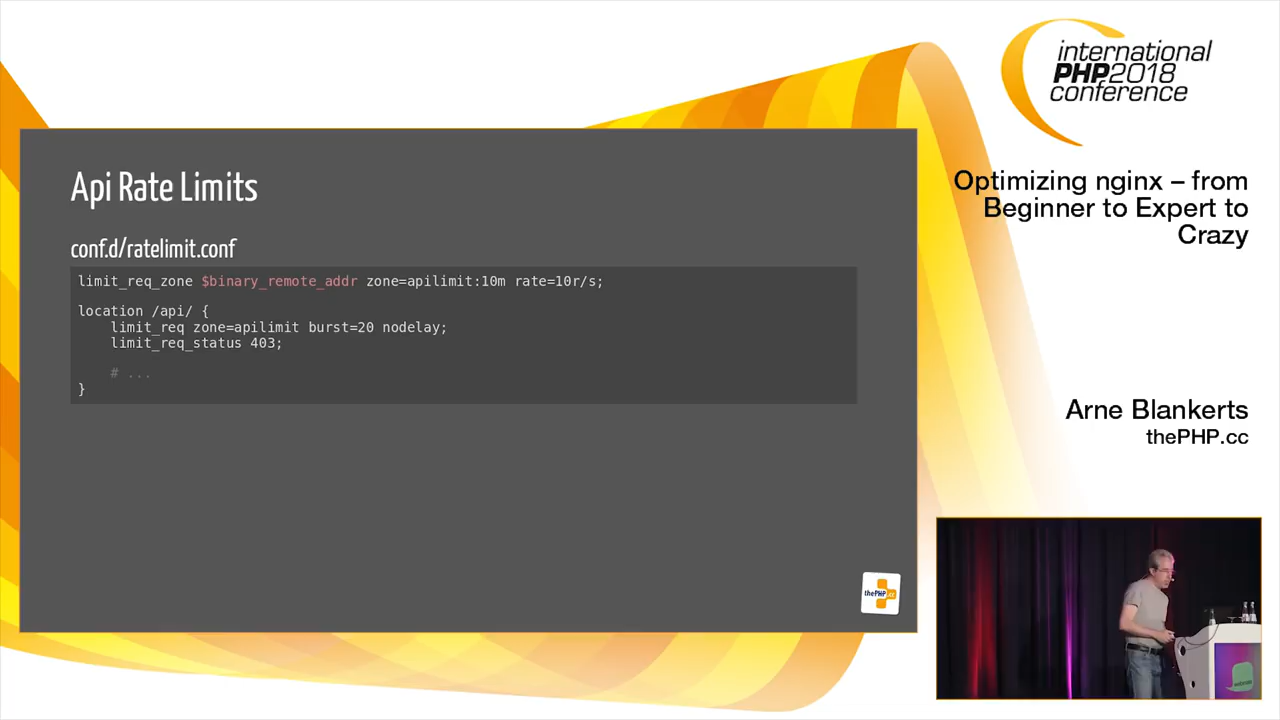 international
PHP2018
conference
Optimizing nginx – from
Beginner to Expert to
Crazy
Api Rate Limits
conf.d/ratelimit.conf
limit_req_zone $binary_remote_addr zone=apilimit:10m rate=10r/s;
location /api/ {
    limit_req zone=apilimit burst=20 nodelay;
    limit_req_status 403;
    # ...
}
Arne Blankerts
thePHP.cc
thePHP.cc